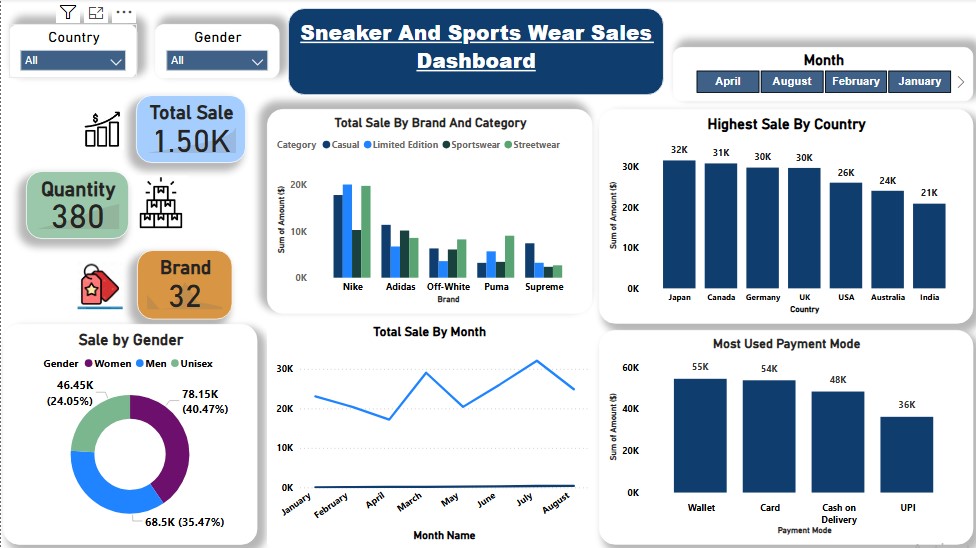 Country
All
Gender
All
Sneaker And Sports Wear Sales
Dashboard
Month
April August February January
Total Sale
1.50K
Quantity
380
Brand
32
Total Sale By Brand And Category
Category Casual Limited Edition Sportswear Streetwear
Sum of Amount ($)
20K
10K
0K
Nike Adidas Off-White Puma Supreme
Brand
Highest Sale By Country
Sum of Amount ($)
30K
20K
10K
0K
32K 31K 30K 30K 26K 24K 21K
Japan Canada Germany UK USA Australia India
Country
Sale by Gender
Gender Women Men Unisex
46.45K
(24.05%)
78.15K
(40.47%)
68.5K (35.47%)
Total Sale By Month
30K
20K
10K
0K
January February April March May June July August
Month Name
Most Used Payment Mode
Sum of Amount ($)
60K
40K
20K
0K
55K 54K 48K 36K
Wallet Card Cash on Delivery UPI
Payment Mode